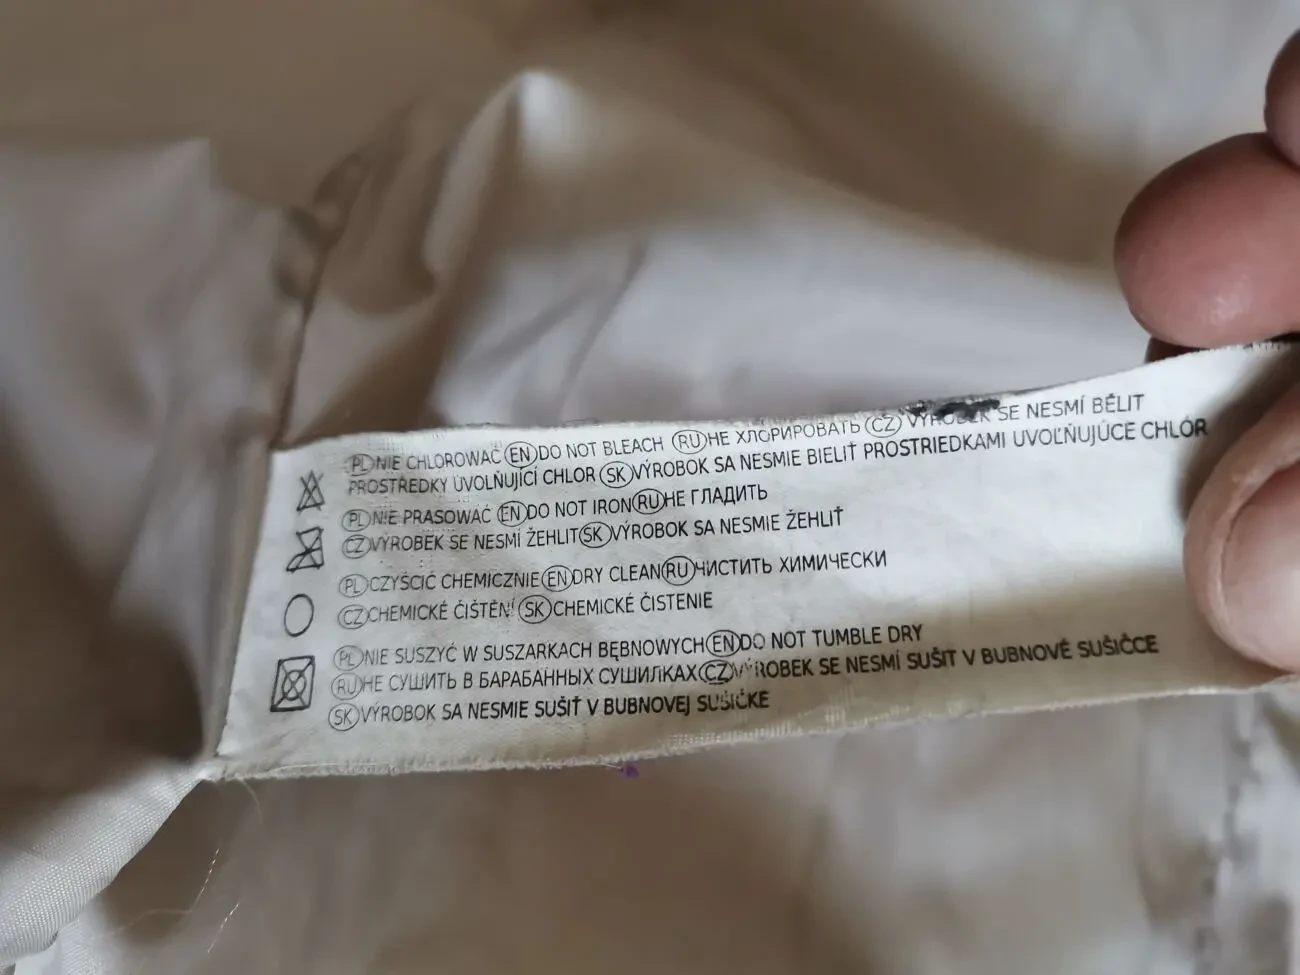 PL NIE CHLOROWAĆ EN DO NOT BLEACH RU НЕ ХЛОРИРОВАТЬ CZ VÝROBEK SE NESMÍ BĚLIT
PROSTŘEDKY UVOLŇUJÍCÍ CHLOR SK VÝROBOK SA NESMIE BIELIŤ PROSTRIEDKAMI UVOĽŇUJÚCE CHLÓR
PL NIE PRASOWAĆ EN DO NOT IRON RU НЕ ГЛАДИТЬ
CZ VÝROBEK SE NESMÍ ŽEHLIT SK VÝROBOK SA NESMIE ŽEHLIŤ
PL CZYŚCIĆ CHEMICZNIE EN DRY CLEAN RU ЧИСТИТЬ ХИМИЧЕСКИ
CZ CHEMICKÉ ČIŠTĚNÍ SK CHEMICKÉ ČISTENIE
PL NIE SUSZYĆ W SUSZARKACH BĘBNOWYCH EN DO NOT TUMBLE DRY
RU НЕ СУШИТЬ В БАРАБАННЫХ СУШИЛКАХ CZ VÝROBEK SE NESMÍ SUŠIT V BUBNOVÉ SUŠIČCE
SK VÝROBOK SA NESMIE SUŠIŤ V BUBNOVEJ SUŠIČKE